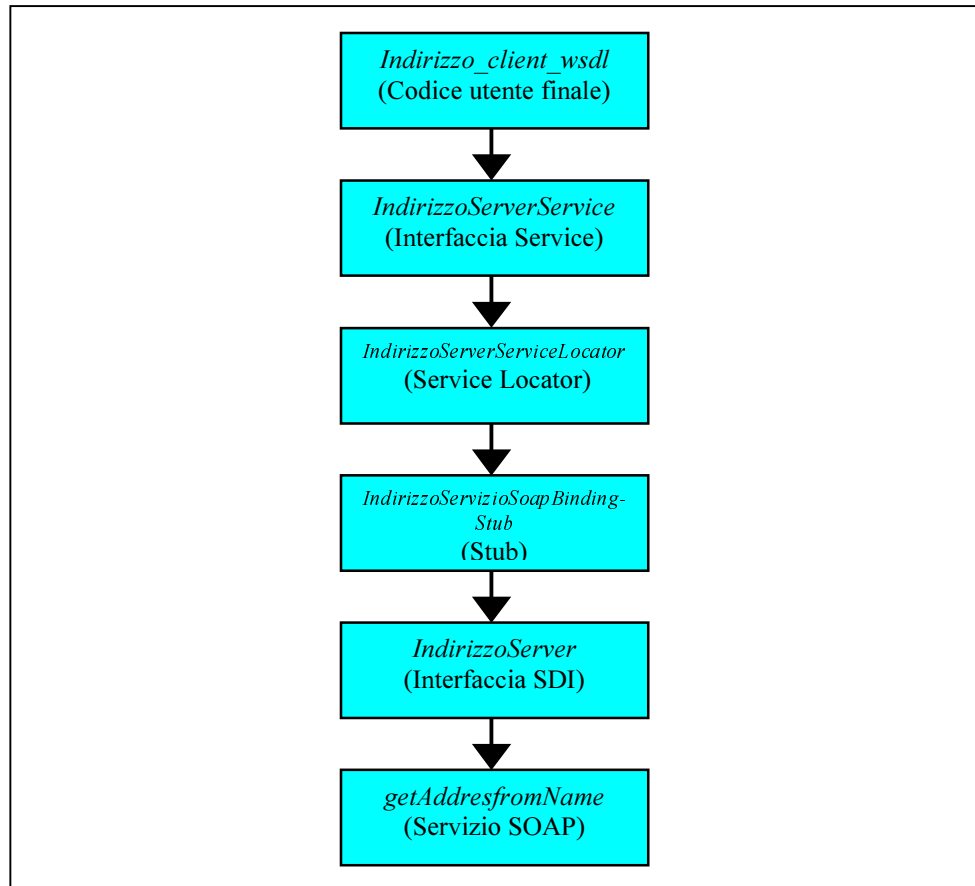 Indirizzo_client_wsdl
(Codice utente finale)
IndirizzoServerService
(Interfaccia Service)
IndirizzoServerServiceLocator
(Service Locator)
IndirizzoServizioSoapBinding-
Stub
(Stub)
IndirizzoServer
(Interfaccia SDI)
getAddresfromName
(Servizio SOAP)